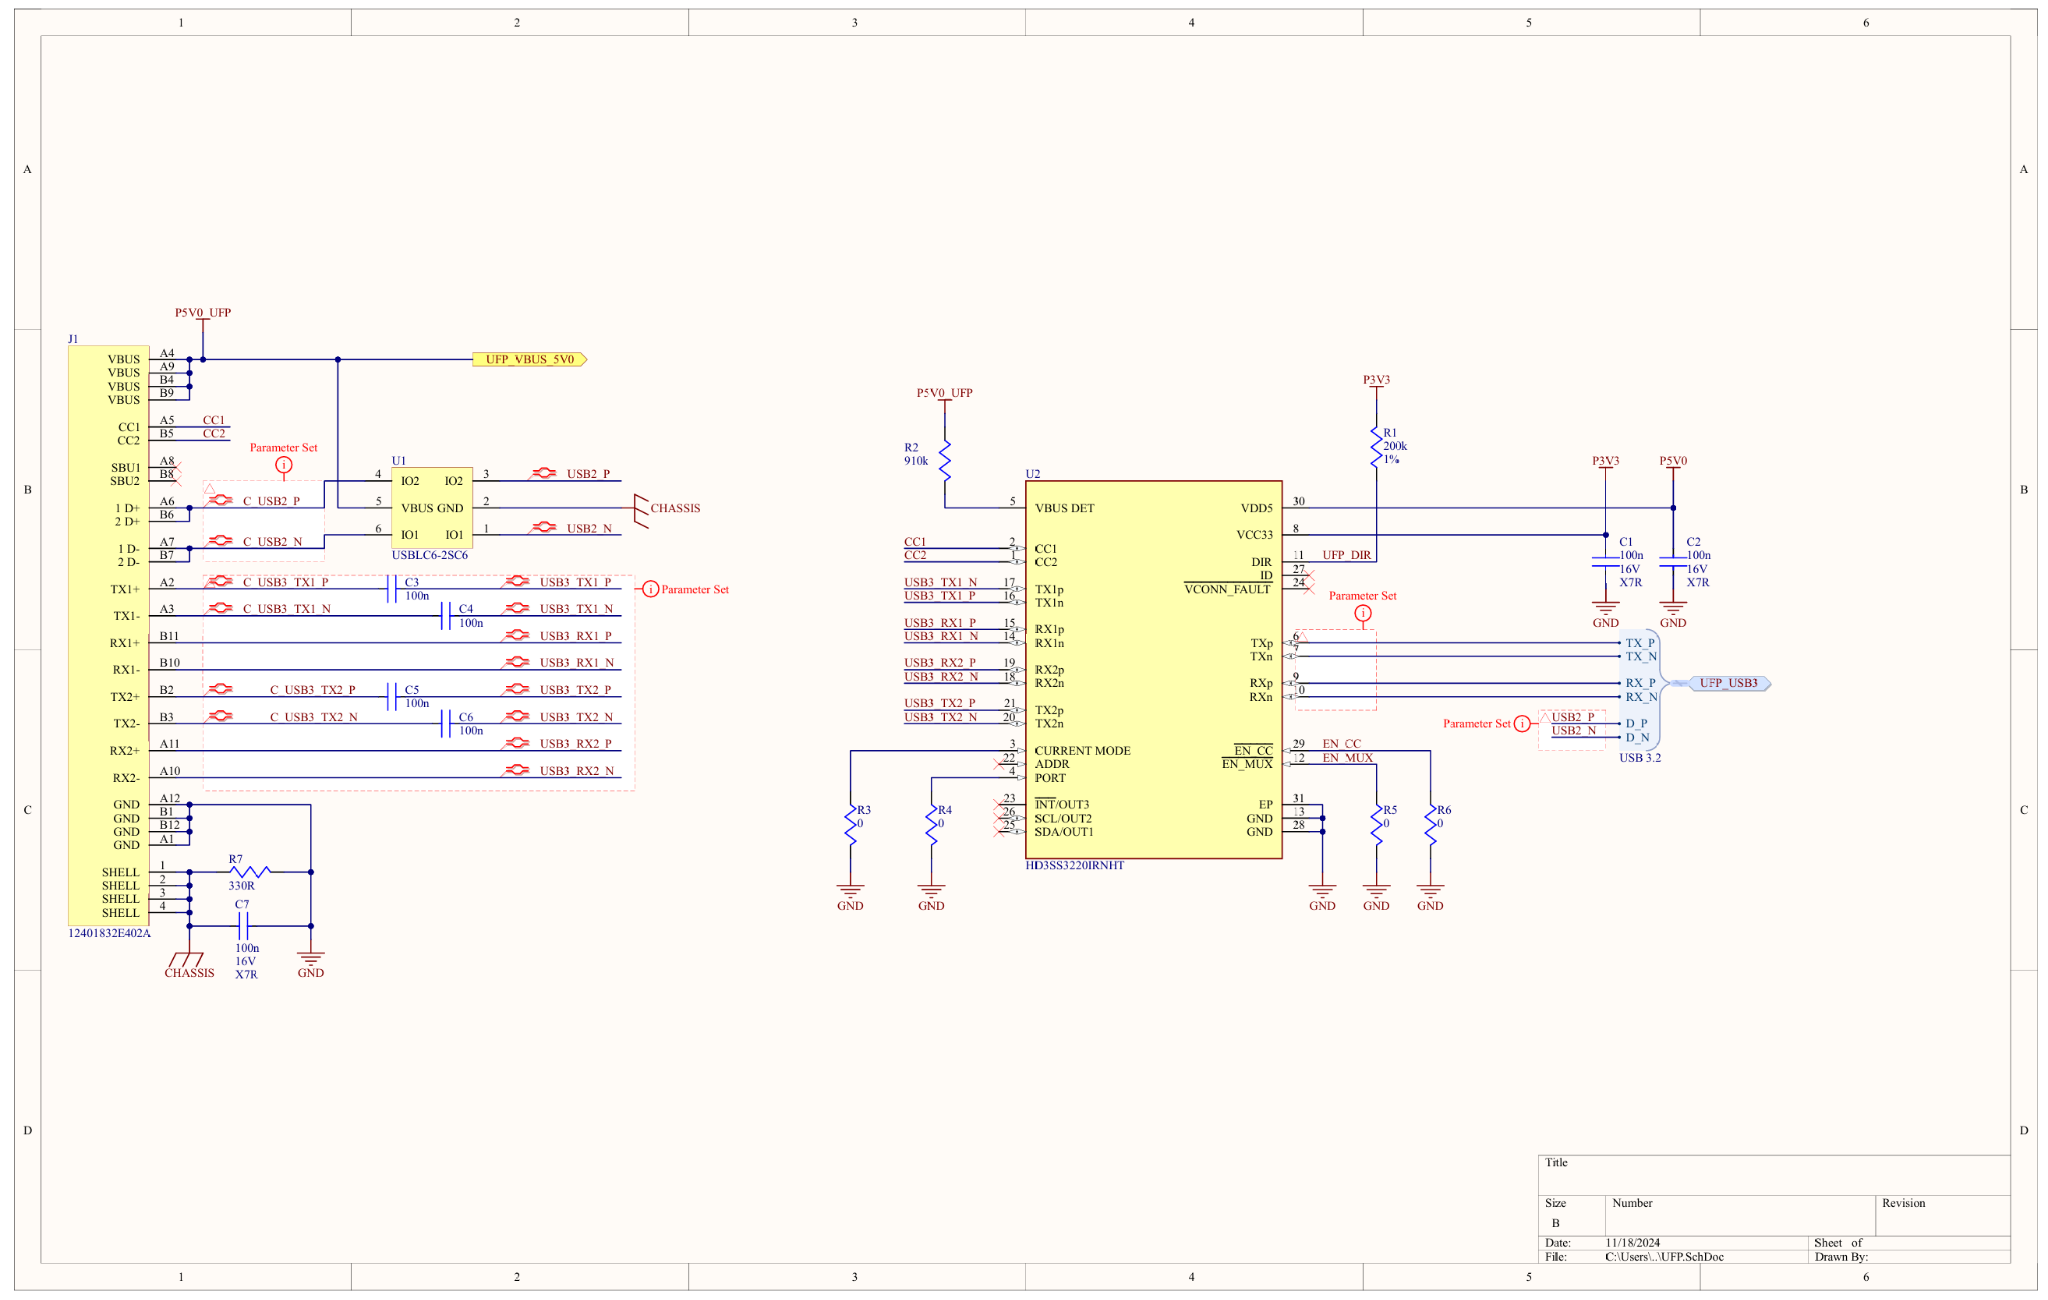 1 2 3 4 5 6
A A
B B
C C
D D
P5V0_UFP
J1
VBUS A4
VBUS A9
VBUS B4
VBUS B9
UFP_VBUS_5V0
CC1 A5 CC1
CC2 B5 CC2
SBU1 A8
SBU2 B8
Parameter Set
i
1 D+ A6 C_USB2_P
2 D+ B6
1 D- A7 C_USB2_N
2 D- B7
U1
4 IO2 IO2 3 USB2_P
5 VBUS GND 2 CHASSIS
6 IO1 IO1 1 USB2_N
USBLC6-2SC6
TX1+ A2 C_USB3_TX1_P C3 100n USB3_TX1_P
i Parameter Set
TX1- A3 C_USB3_TX1_N C4 100n USB3_TX1_N
RX1+ B11 USB3_RX1_P
RX1- B10 USB3_RX1_N
TX2+ B2 C_USB3_TX2_P C5 100n USB3_TX2_P
TX2- B3 C_USB3_TX2_N C6 100n USB3_TX2_N
RX2+ A11 USB3_RX2_P
RX2- A10 USB3_RX2_N
GND A12
GND B1
GND B12
GND A1
SHELL 1
SHELL 2
SHELL 3
SHELL 4
12401832E402A
R7
330R
C7
100n
16V
X7R
CHASSIS
GND
P5V0_UFP
R2
910k
U2
5 VBUS DET
CC1 2 CC1
CC2 1 CC2
USB3_TX1_N 17 TX1p
USB3_TX1_P 16 TX1n
USB3_RX1_P 15 RX1p
USB3_RX1_N 14 RX1n
USB3_RX2_P 19 RX2p
USB3_RX2_N 18 RX2n
USB3_TX2_P 21 TX2p
USB3_TX2_N 20 TX2n
3 CURRENT MODE
22 ADDR
4 PORT
23 INT/OUT3
26 SCL/OUT2
25 SDA/OUT1
HD3SS3220IRNHT
R3
0
GND
R4
0
GND
P3V3
R1
200k
1%
VDD5 30
VCC33 8
DIR 11 UFP_DIR
ID 27
VCONN_FAULT 24
Parameter Set
i
TXp 6
TXn 7
RXp 9
RXn 10
EN_CC 29 EN_CC
EN_MUX 12 EN_MUX
EP 31
GND 13
GND 28
GND
R5
0
GND
R6
0
GND
P3V3
C1
100n
16V
X7R
GND
P5V0
C2
100n
16V
X7R
GND
TX_P
TX_N
RX_P
RX_N
UFP_USB3
Parameter Set i
USB2_P D_P
USB2_N D_N
USB 3.2
Title
Size Number Revision
B
Date: 11/18/2024 Sheet of
File: C:\Users\..\UFP.SchDoc Drawn By:
1 2 3 4 5 6